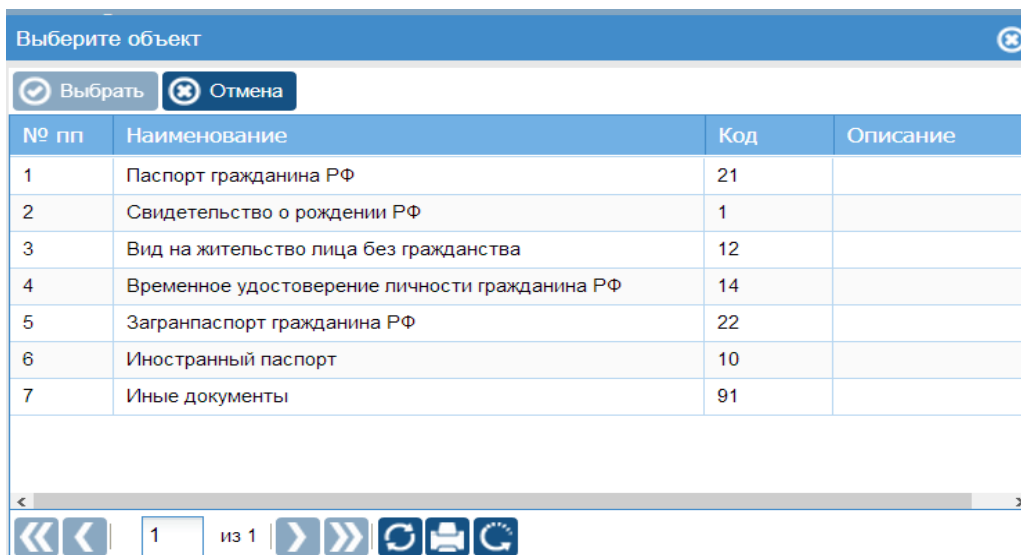 Выберите объект
Выбрать Отмена
№ пп Наименование Код Описание
1 Паспорт гражданина РФ 21
2 Свидетельство о рождении РФ 1
3 Вид на жительство лица без гражданства 12
4 Временное удостоверение личности гражданина РФ 14
5 Загранпаспорт гражданина РФ 22
6 Иностранный паспорт 10
7 Иные документы 91
1 из 1